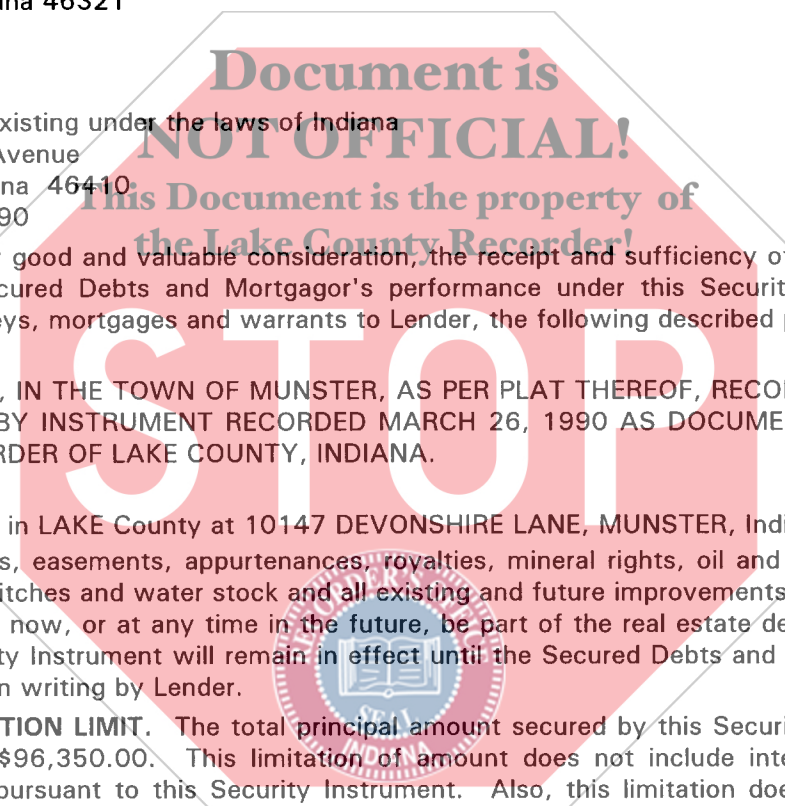 ana 46321
Document is
xisting under the laws of Indiana
NOT OFFICIAL!
Avenue
na 46410
This Document is the property of
90
the Lake County Recorder!
good and valuable consideration, the receipt and sufficiency of
cured Debts and Mortgagor's performance under this Securit
eys, mortgages and warrants to Lender, the following described p
STOP
, IN THE TOWN OF MUNSTER, AS PER PLAT THEREOF, RECO
BY INSTRUMENT RECORDED MARCH 26, 1990 AS DOCUME
RDER OF LAKE COUNTY, INDIANA.
in LAKE County at 10147 DEVONSHIRE LANE, MUNSTER, Indi
s, easements, appurtenances, royalties, mineral rights, oil and
itches and water stock and all existing and future improvements
now, or at any time in the future, be part of the real estate de
ty Instrument will remain in effect until the Secured Debts and
n writing by Lender.
RECORDER'S OFFICE
SEAL
INDIANA
TION LIMIT. The total principal amount secured by this Securi
$96,350.00. This limitation of amount does not include inte
pursuant to this Security Instrument. Also, this limitation doe